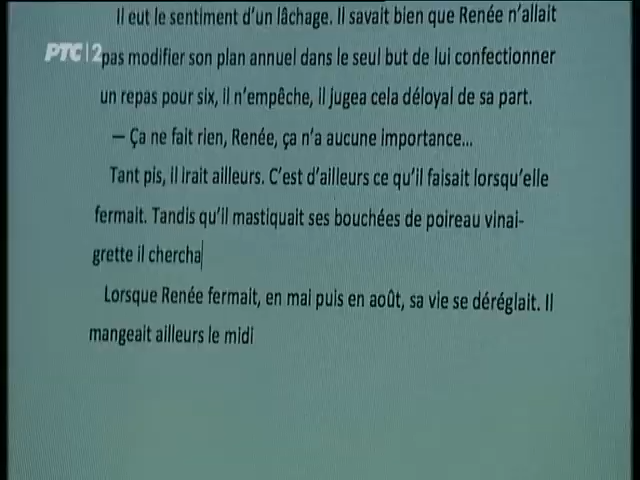 Il eut le sentiment d'un lâchage. Il savait bien que Renée n'allait
РТС|2
pas modifier son plan annuel dans le seul but de lui confectionner
un repas pour six, il n'empêche, il jugea cela déloyal de sa part.
— Ça ne fait rien, Renée, ça n'a aucune importance...
Tant pis, il irait ailleurs. C'est d'ailleurs ce qu'il faisait lorsqu'elle
fermait. Tandis qu'il mastiquait ses bouchées de poireau vinai-
grette il chercha
Lorsque Renée fermait, en mai puis en août, sa vie se déréglait. Il
mangeait ailleurs le midi